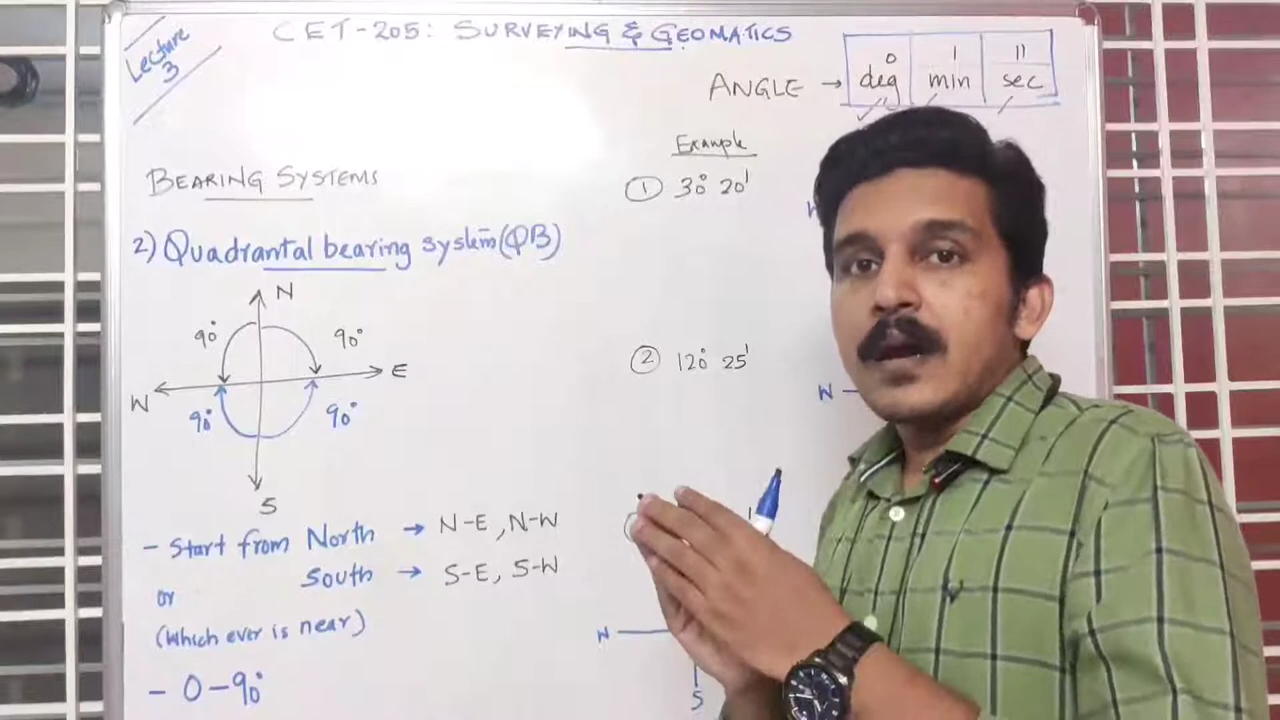 Lecture 3
CET-205: SURVEYING & GEOMATICS
ANGLE → deg min sec
° ' "
Example
BEARING SYSTEMS
① 30° 20'
2) Quadrantal bearing system (QB)
N
90° 90°
W E
90° 90°
S
② 120° 25'
W
- Start from North → N-E, N-W
South → S-E, S-W
or
(Which ever is near)
- 0-90°
W
S